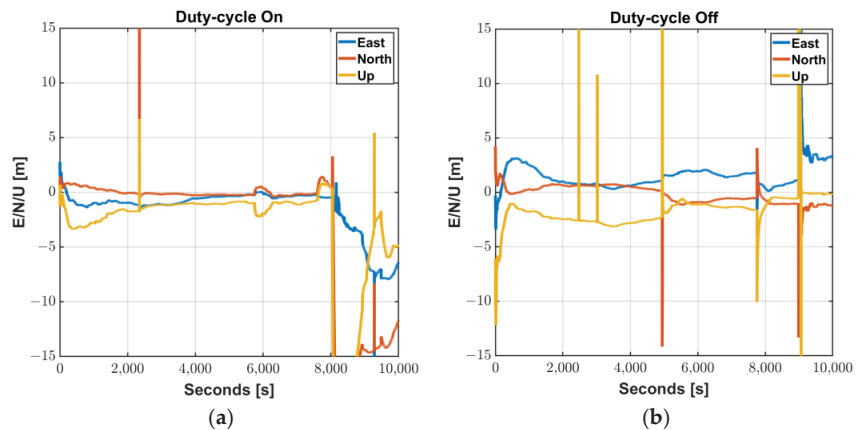 Duty-cycle On
E/N/U [m]
15
10
5
0
−5
−10
−15
East
North
Up
0 2,000 4,000 6,000 8,000 10,000
Seconds [s]
(a)
Duty-cycle Off
E/N/U [m]
15
10
5
0
−5
−10
−15
East
North
Up
0 2,000 4,000 6,000 8,000 10,000
Seconds [s]
(b)